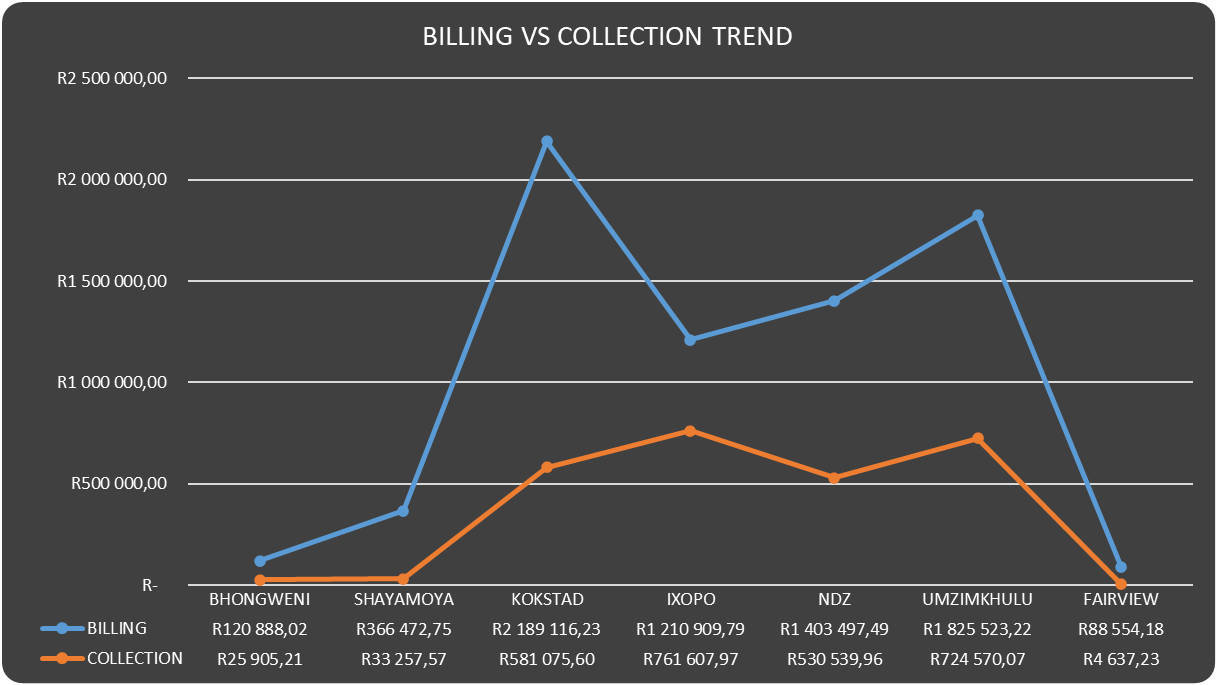 BILLING VS COLLECTION TREND
R2 500 000,00
R2 000 000,00
R1 500 000,00
R1 000 000,00
R500 000,00
R-
BHONGWENI SHAYAMOYA KOKSTAD IXOPO NDZ UMZIMKHULU FAIRVIEW
BILLING R120 888,02 R366 472,75 R2 189 116,23 R1 210 909,79 R1 403 497,49 R1 825 523,22 R88 554,18
COLLECTION R25 905,21 R33 257,57 R581 075,60 R761 607,97 R530 539,96 R724 570,07 R4 637,23